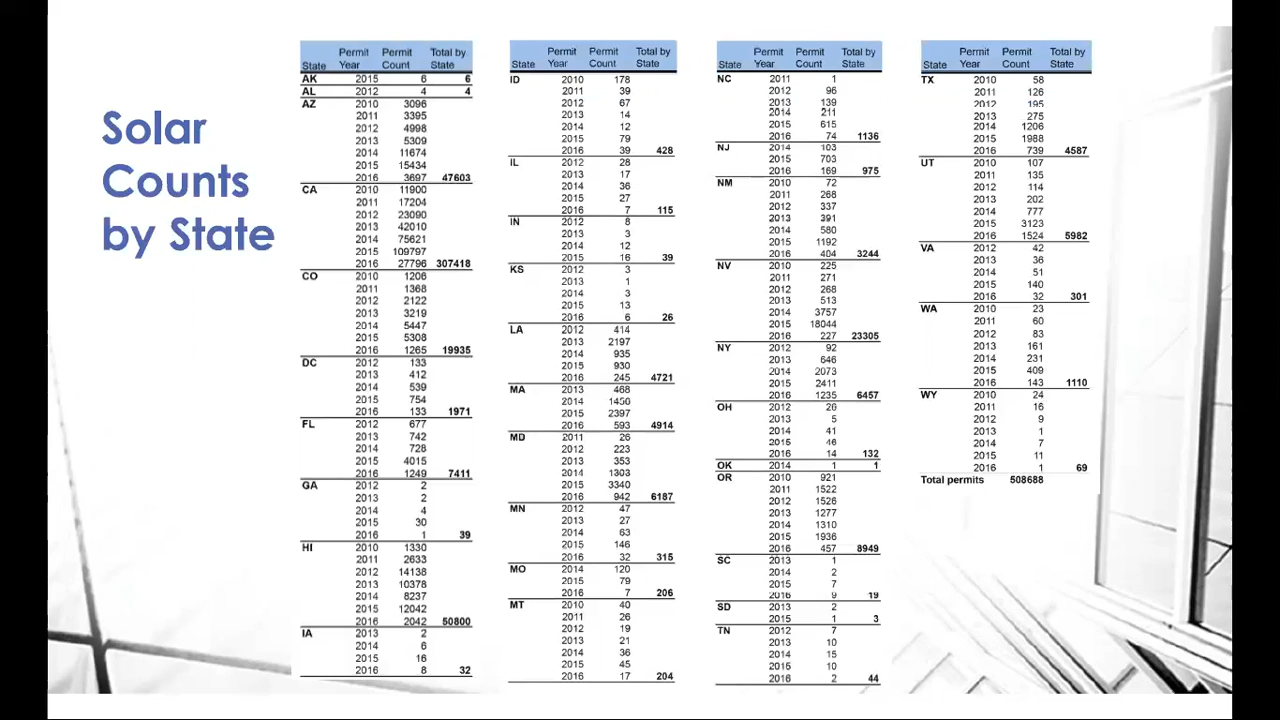 Solar
Counts
by State
State Permit Year Permit Count Total by State
AK 2015 6 6
AL 2012 4 4
AZ 2010 3096
2011 3395
2012 4998
2013 5309
2014 11674
2015 15434
2016 3697 47603
CA 2010 11900
2011 17204
2012 23090
2013 42010
2014 75621
2015 109797
2016 27796 307418
CO 2010 1206
2011 1368
2012 2122
2013 3219
2014 5447
2015 5308
2016 1265 19935
DC 2012 133
2013 412
2014 539
2015 754
2016 133 1971
FL 2012 677
2013 742
2014 728
2015 4015
2016 1249 7411
GA 2012 2
2013 2
2014 4
2015 30
2016 1 39
HI 2010 1330
2011 2633
2012 14138
2013 10378
2014 8237
2015 12042
2016 2042 50800
IA 2013 2
2014 6
2015 16
2016 8 32
State Permit Year Permit Count Total by State
ID 2010 178
2011 39
2012 67
2013 14
2014 12
2015 79
2016 39 428
IL 2012 28
2013 17
2014 36
2015 27
2016 7 115
IN 2012 8
2013 3
2014 12
2015 16 39
KS 2012 3
2013 1
2014 3
2015 13
2016 6 26
LA 2012 414
2013 2197
2014 935
2015 930
2016 245 4721
MA 2013 468
2014 1456
2015 2397
2016 593 4914
MD 2011 26
2012 223
2013 353
2014 1303
2015 3340
2016 942 6187
MN 2012 47
2013 27
2014 63
2015 146
2016 32 315
MO 2014 120
2015 79
2016 7 206
MT 2010 40
2011 26
2012 19
2013 21
2014 36
2015 45
2016 17 204
State Permit Year Permit Count Total by State
NC 2011 1
2012 96
2013 139
2014 211
2015 615
2016 74 1136
NJ 2014 103
2015 703
2016 169 975
NM 2010 72
2011 268
2012 337
2013 391
2014 580
2015 1192
2016 404 3244
NV 2010 225
2011 271
2012 268
2013 513
2014 3757
2015 18044
2016 227 23305
NY 2012 92
2013 646
2014 2073
2015 2411
2016 1235 6457
OH 2012 26
2013 5
2014 41
2015 46
2016 14 132
OK 2014 1 1
OR 2010 921
2011 1522
2012 1526
2013 1277
2014 1310
2015 1936
2016 457 8949
SC 2013 1
2014 2
2015 7
2016 9 19
SD 2013 2
2015 1 3
TN 2012 7
2013 10
2014 15
2015 10
2016 2 44
State Permit Year Permit Count Total by State
TX 2010 58
2011 126
2012 195
2013 275
2014 1206
2015 1988
2016 739 4587
UT 2010 107
2011 135
2012 114
2013 202
2014 777
2015 3123
2016 1524 5982
VA 2012 42
2013 36
2014 51
2015 140
2016 32 301
WA 2010 23
2011 60
2012 83
2013 161
2014 231
2015 409
2016 143 1110
WY 2010 24
2011 16
2012 9
2013 1
2014 7
2015 11
2016 1 69
Total permits 508688